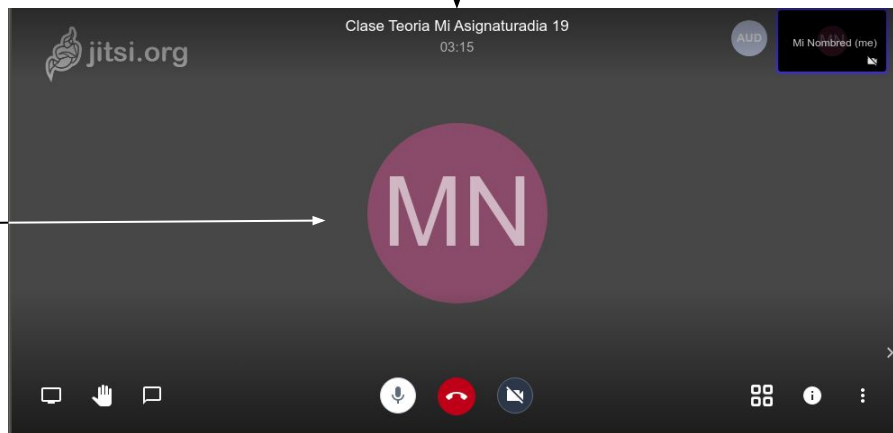 jitsi.org
Clase Teoria Mi Asignaturadia 19
03:15
AUD
Mi Nombred (me)
MN